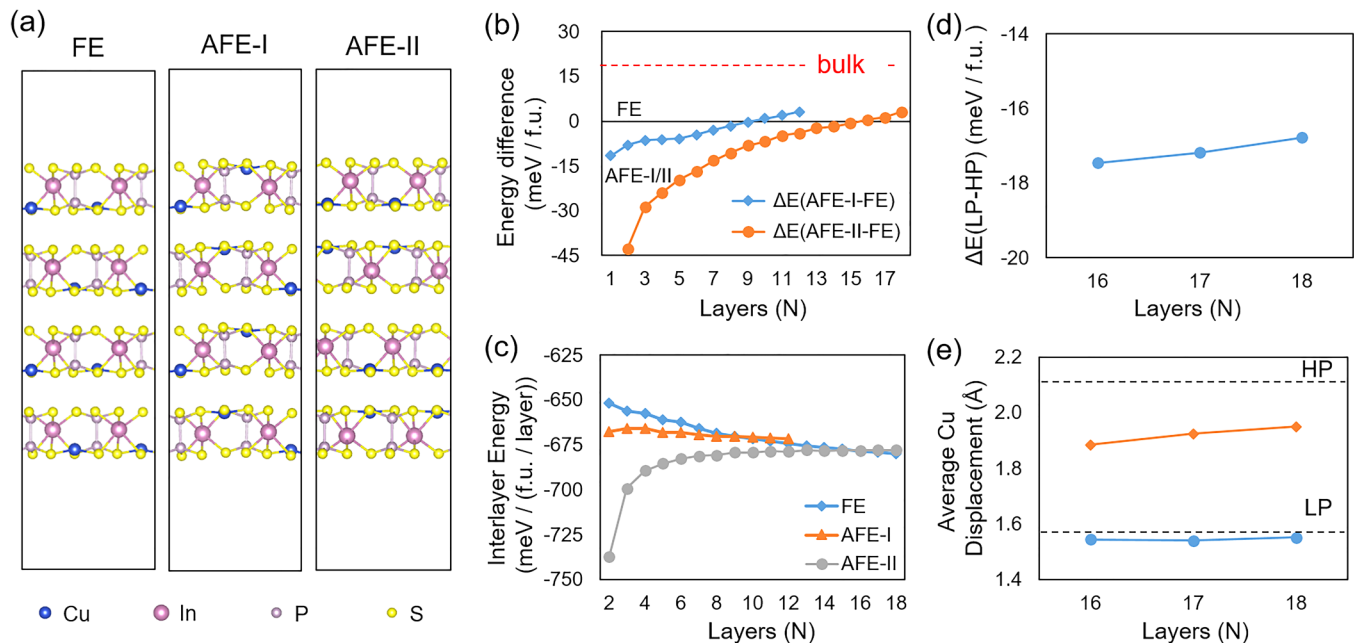 (a)
FE
AFE-I
AFE-II
Cu
In
P
S
(b)
Energy difference
(meV / f.u.)
30
15
0
-15
-30
-45
bulk
FE
AFE-I/II
ΔE(AFE-I-FE)
ΔE(AFE-II-FE)
1 3 5 7 9 11 13 15 17
Layers (N)
(c)
Interlayer Energy
(meV / (f.u. / layer))
-625
-650
-675
-700
-725
-750
FE
AFE-I
AFE-II
2 4 6 8 10 12 14 16 18
Layers (N)
(d)
ΔE(LP-HP) (meV / f.u.)
-14
-16
-18
-20
16 17 18
Layers (N)
(e)
Average Cu
Displacement (Å)
2.2
2.0
1.8
1.6
1.4
HP
LP
16 17 18
Layers (N)